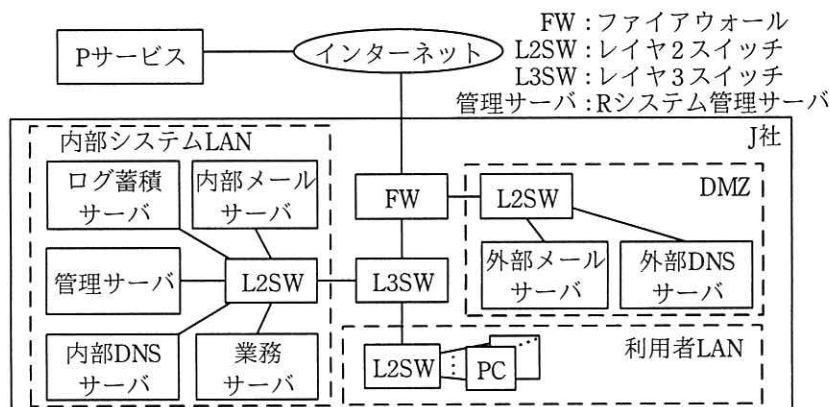 FW：ファイアウォール
L2SW：レイヤ2スイッチ
L3SW：レイヤ3スイッチ
管理サーバ：Rシステム管理サーバ
Pサービス
インターネット
J社
内部システムLAN
ログ蓄積
サーバ
内部メール
サーバ
管理サーバ
L2SW
内部DNS
サーバ
業務
サーバ
FW
L3SW
DMZ
L2SW
外部メール
サーバ
外部DNS
サーバ
利用者LAN
L2SW
PC